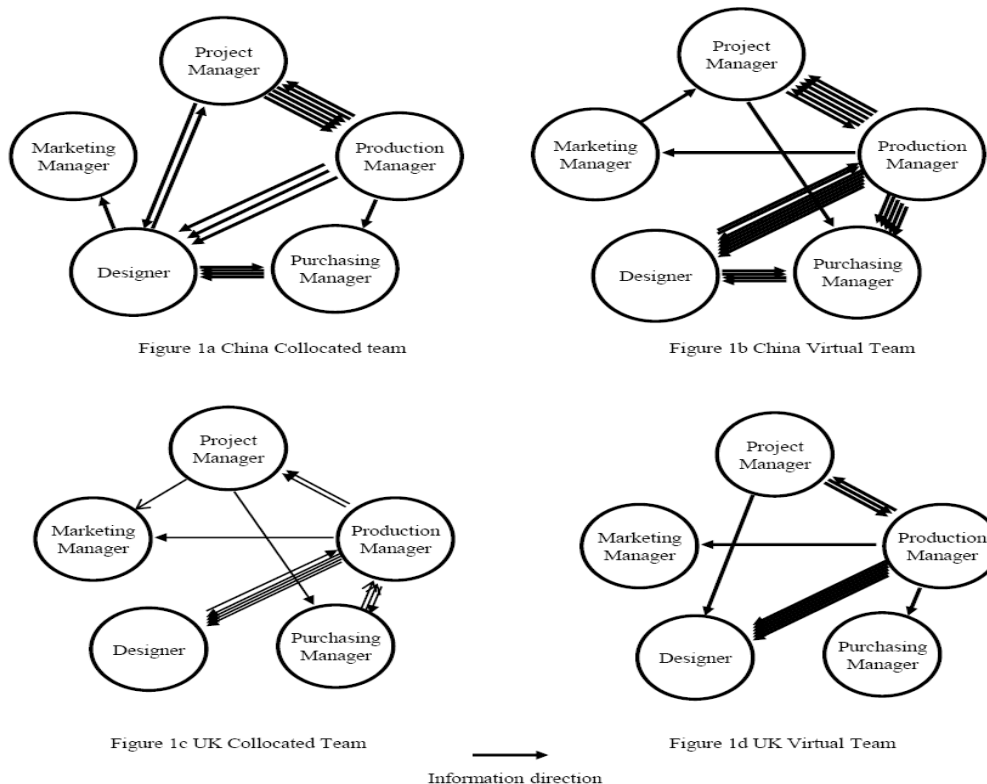 Project
Manager
Marketing
Manager
Production
Manager
Designer
Purchasing
Manager
Figure 1a China Collocated team
Project
Manager
Marketing
Manager
Production
Manager
Designer
Purchasing
Manager
Figure 1b China Virtual Team
Project
Manager
Marketing
Manager
Production
Manager
Designer
Purchasing
Manager
Figure 1c UK Collocated Team
Project
Manager
Marketing
Manager
Production
Manager
Designer
Purchasing
Manager
Figure 1d UK Virtual Team
Information direction